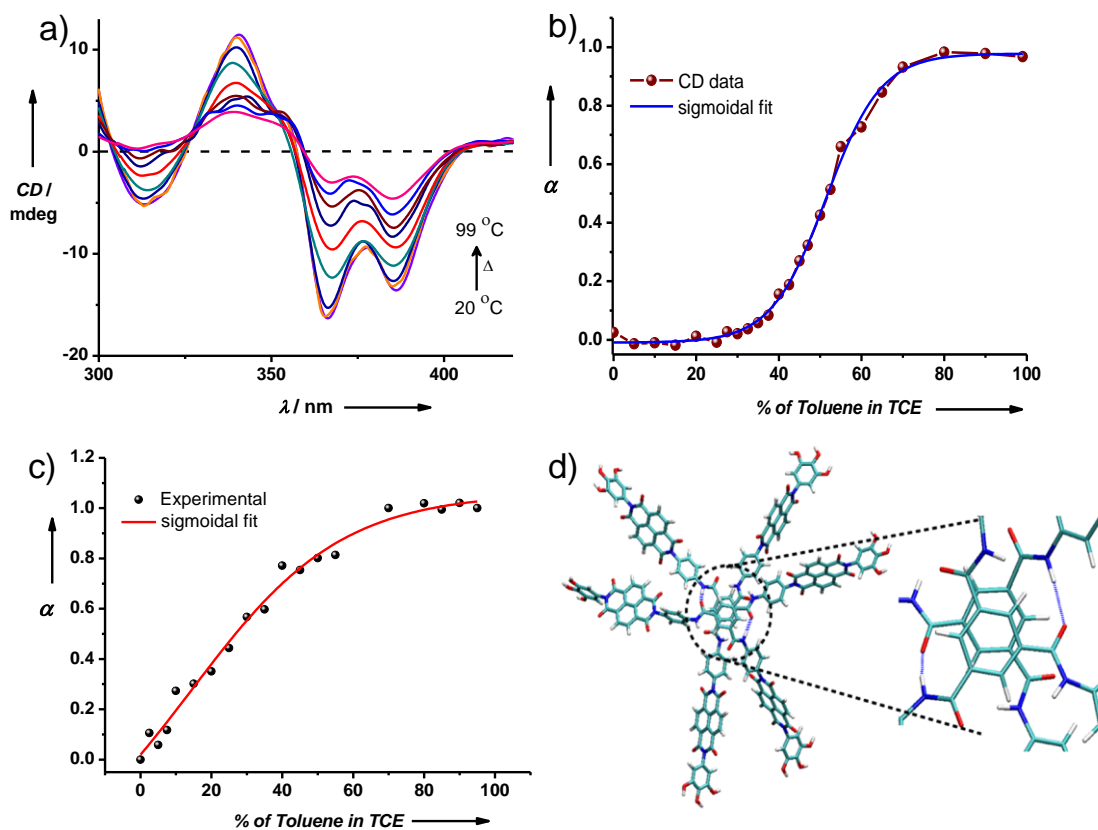 a)
10
0
-10
-20
CD /
mdeg
99 °C
Δ
20 °C
300
350
400
λ / nm
b)
1.0
0.8
0.6
0.4
0.2
0.0
α
CD data
sigmoidal fit
0
20
40
60
80
100
% of Toluene in TCE
c)
1.0
0.8
0.6
0.4
0.2
0.0
α
Experimental
sigmoidal fit
0
20
40
60
80
100
% of Toluene in TCE
d)